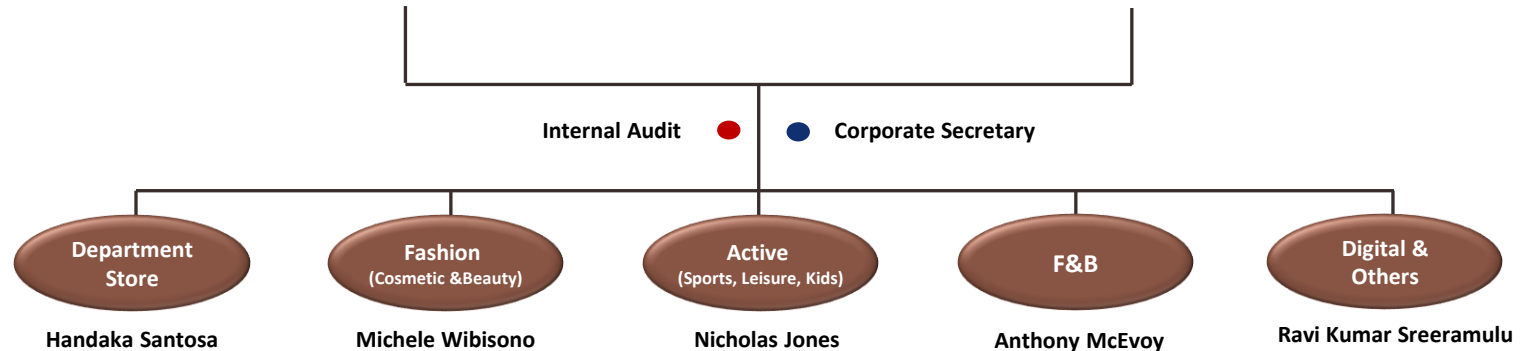 Internal Audit
Corporate Secretary
Department
Store
Fashion
(Cosmetic &Beauty)
Active
(Sports, Leisure, Kids)
F&B
Digital &
Others
Handaka Santosa
Michele Wibisono
Nicholas Jones
Anthony McEvoy
Ravi Kumar Sreeramulu